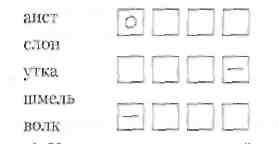 аист
слон
утка
шмель
волк